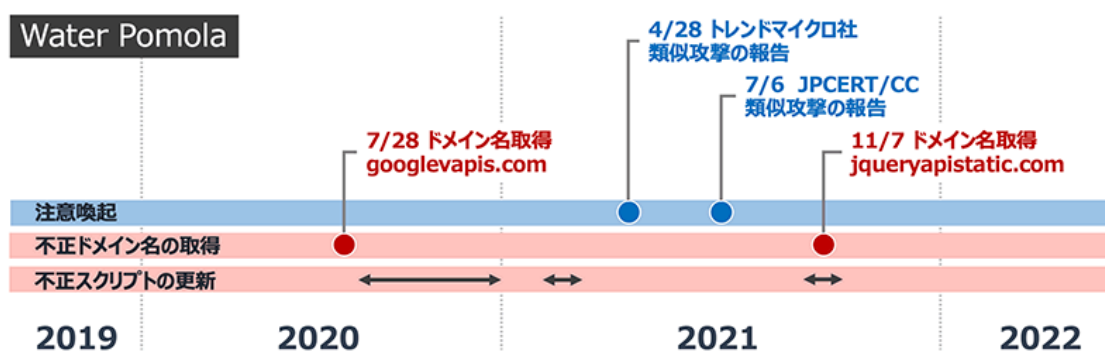 Water Pomola
4/28 トレンドマイクロ社
類似攻撃の報告
7/6 JPCERT/CC
類似攻撃の報告
7/28 ドメイン名取得
googlevapis.com
11/7 ドメイン名取得
jqueryapistatic.com
注意喚起
不正ドメイン名の取得
不正スクリプトの更新
2019
2020
2021
2022